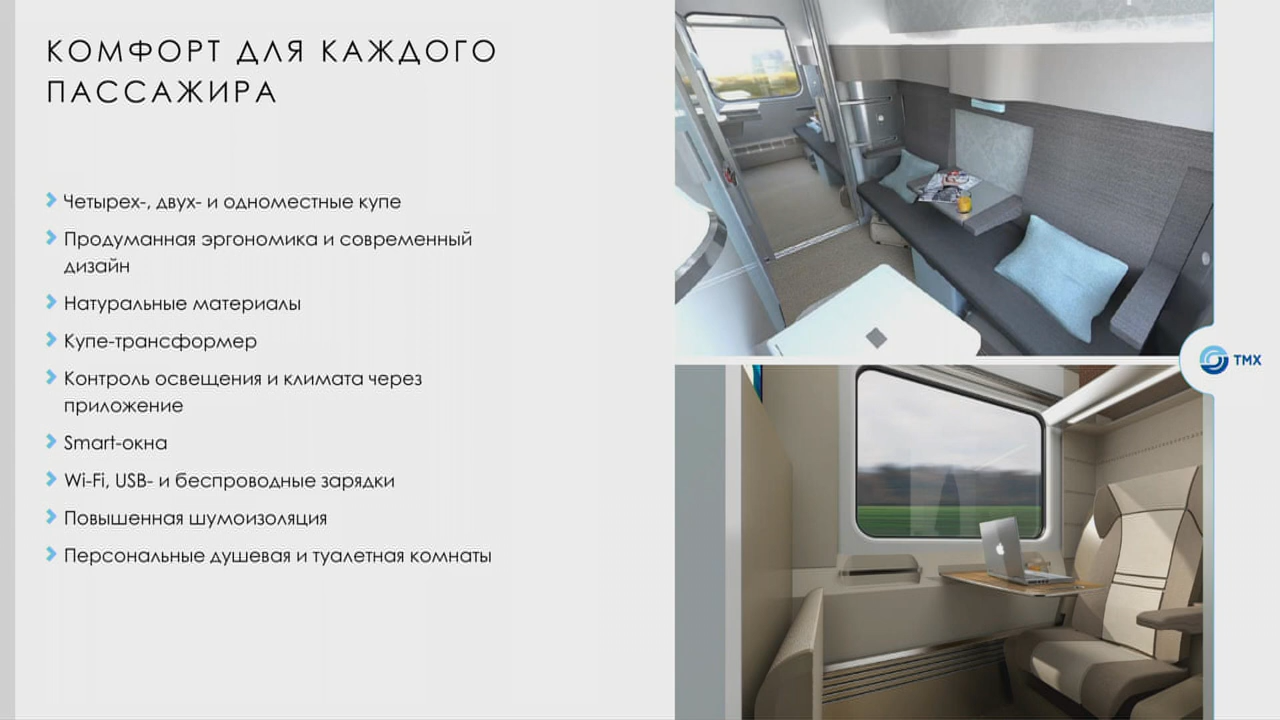 КОМФОРТ ДЛЯ КАЖДОГО
ПАССАЖИРА
Четырех-, двух- и одноместные купе
Продуманная эргономика и современный
дизайн
Натуральные материалы
Купе-трансформер
Контроль освещения и климата через
приложение
Smart-окна
Wi-Fi, USB- и беспроводные зарядки
Повышенная шумоизоляция
Персональные душевая и туалетная комнаты
ТМХ